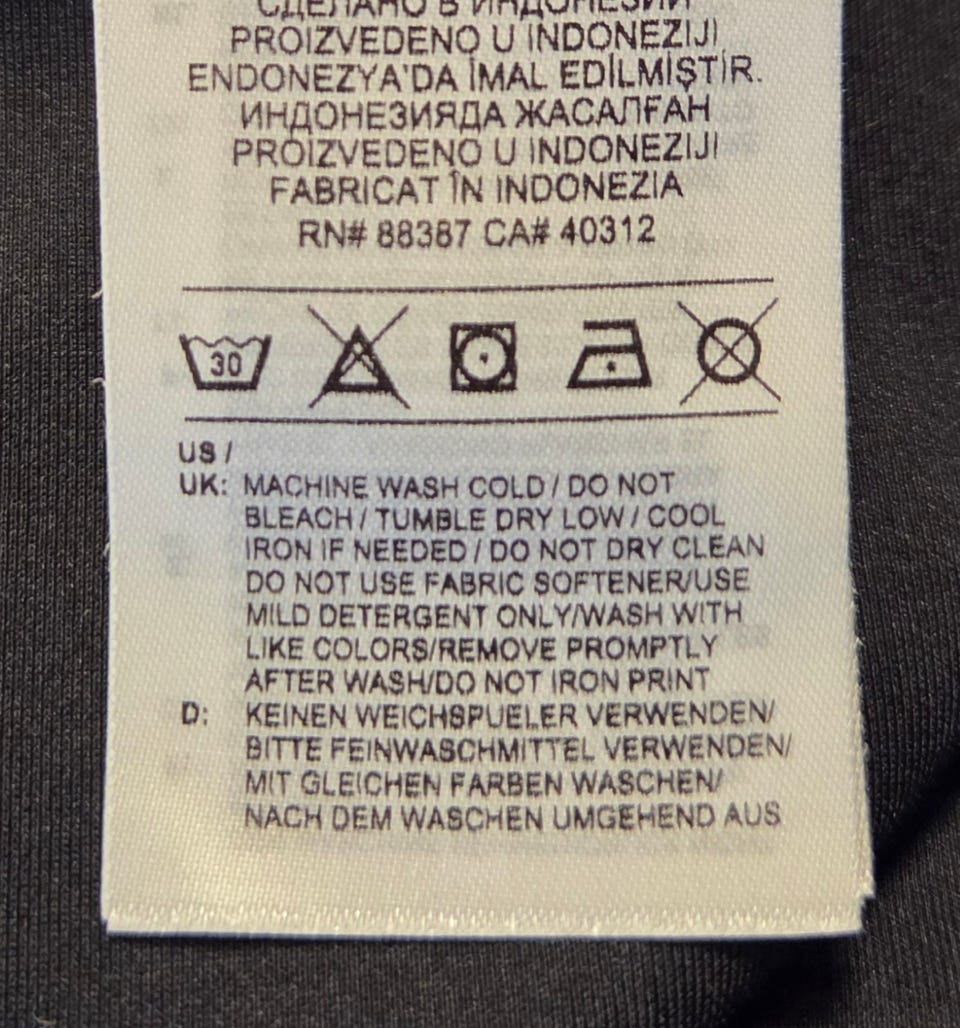 СДЕЛАНО В ИНДОНЕЗИИ
PROIZVEDENO U INDONEZIJI
ENDONEZYA'DA İMAL EDİLMİŞTİR.
ИНДОНЕЗИЯДА ЖАСАЛҒАН
PROIZVEDENO U INDONEZIJI
FABRICAT ÎN INDONEZIA
RN# 88387 CA# 40312
30
US /
UK: MACHINE WASH COLD / DO NOT
BLEACH / TUMBLE DRY LOW / COOL
IRON IF NEEDED / DO NOT DRY CLEAN
DO NOT USE FABRIC SOFTENER/USE
MILD DETERGENT ONLY/WASH WITH
LIKE COLORS/REMOVE PROMPTLY
AFTER WASH/DO NOT IRON PRINT
D: KEINEN WEICHSPUELER VERWENDEN/
BITTE FEINWASCHMITTEL VERWENDEN/
MIT GLEICHEN FARBEN WASCHEN/
NACH DEM WASCHEN UMGEHEND AUS